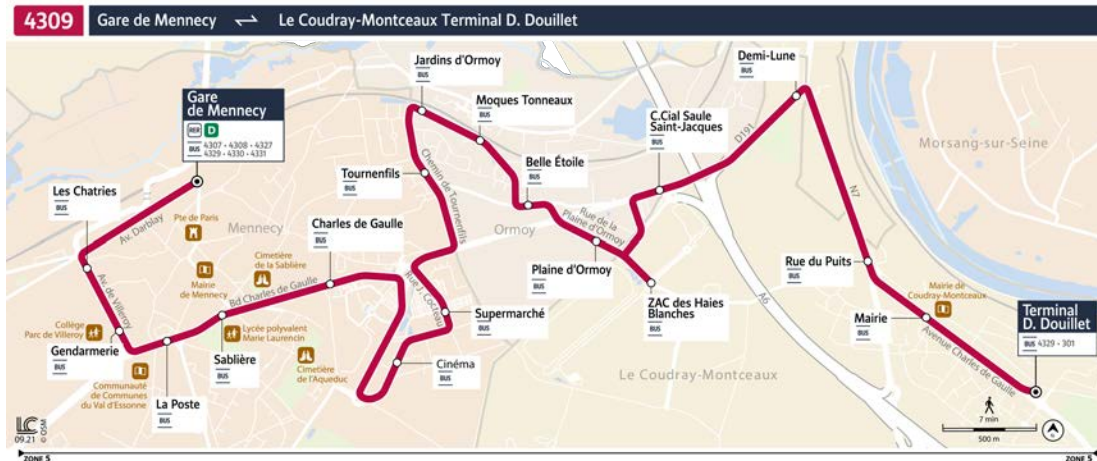 4309 Gare de Mennecy ⇌ Le Coudray-Montceaux Terminal D. Douillet
Gare
de Mennecy
RER D
BUS 4307 • 4308 • 4327
4329 • 4330 • 4331
Les Chatries
BUS
Av. Darblay
Pte de Paris
Mennecy
Mairie
de Mennecy
Cimetière
de la Sablière
Av. de Villeroy
Collège
Parc de Villeroy
Gendarmerie
BUS
Communauté
de Communes
du Val d'Essonne
La Poste
BUS
Sablière
BUS
Lycée polyvalent
Marie Laurencin
Bd Charles de Gaulle
Charles de Gaulle
BUS
Cimetière
de l'Aqueduc
Cinéma
BUS
Supermarché
BUS
Rue J. Cocteau
Tournenfils
BUS
Chemin de Tournenfils
Jardins d'Ormoy
BUS
Moques Tonneaux
BUS
Belle Étoile
BUS
Ormoy
Rue de la
Plaine d'Ormoy
Plaine d'Ormoy
BUS
ZAC des Haies
Blanches
BUS
C.Cial Saule
Saint-Jacques
BUS
D191
Demi-Lune
BUS
N7
A6
Morsang-sur-Seine
Rue du Puits
BUS
Mairie de
Coudray-Montceaux
Mairie
BUS
Avenue Charles de Gaulle
Terminal
D. Douillet
BUS 4329 • 301
Le Coudray-Montceaux
7 min
500 m
N
LC
09.21
© OSM
ZONE 5
ZONE 5